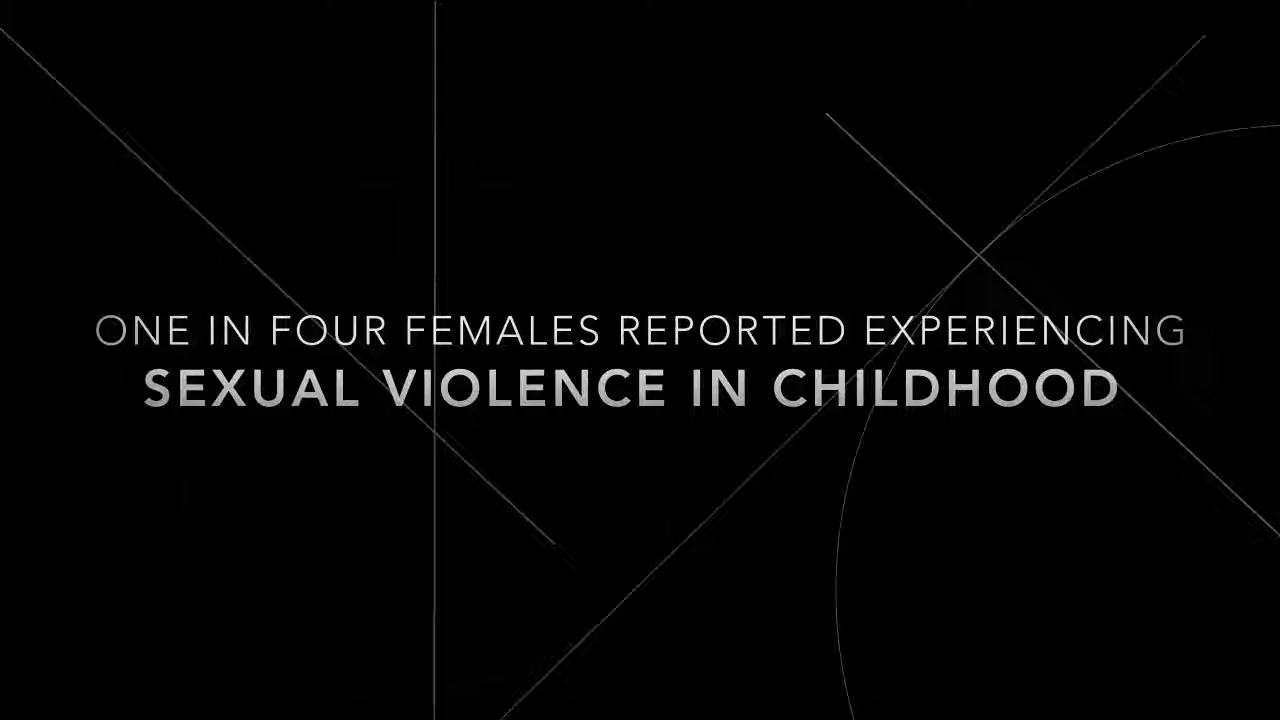 ONE IN FOUR FEMALES REPORTED EXPERIENCING
SEXUAL VIOLENCE IN CHILDHOOD